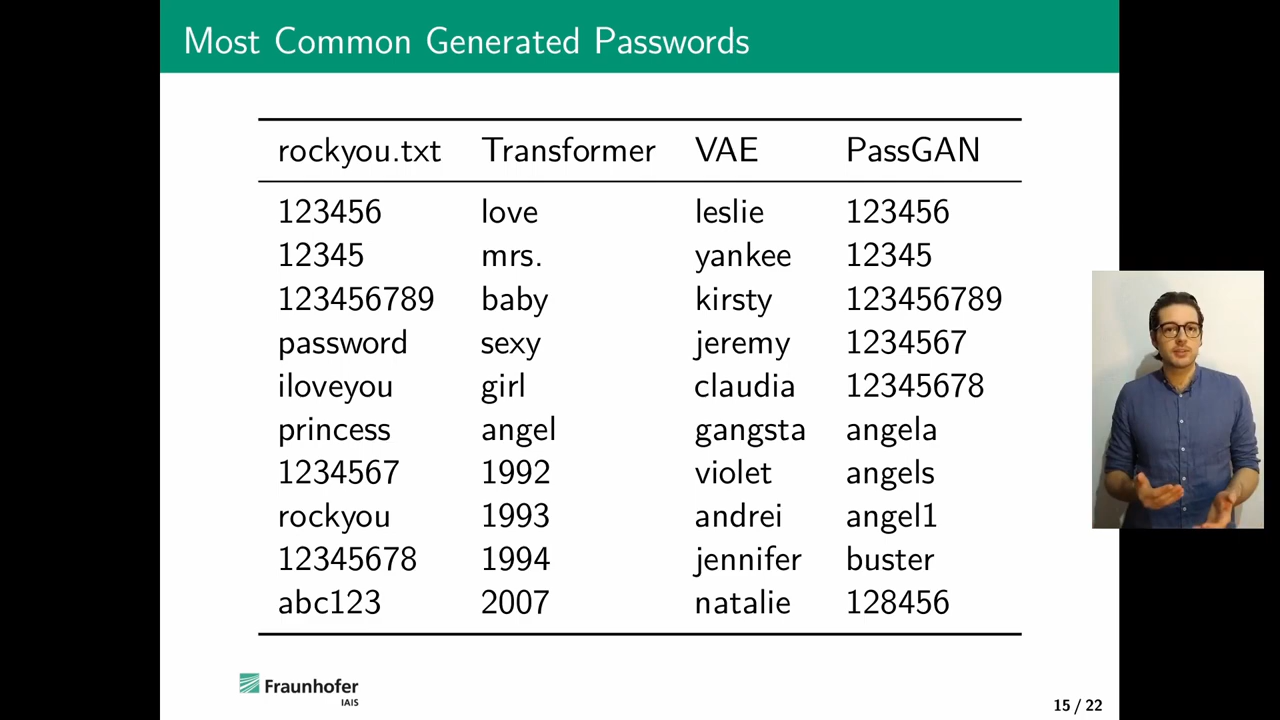 Most Common Generated Passwords
rockyou.txt Transformer VAE PassGAN
123456 love leslie 123456
12345 mrs. yankee 12345
123456789 baby kirsty 123456789
password sexy jeremy 1234567
iloveyou girl claudia 12345678
princess angel gangsta angela
1234567 1992 violet angels
rockyou 1993 andrei angel1
12345678 1994 jennifer buster
abc123 2007 natalie 128456
Fraunhofer
IAIS
15 / 22